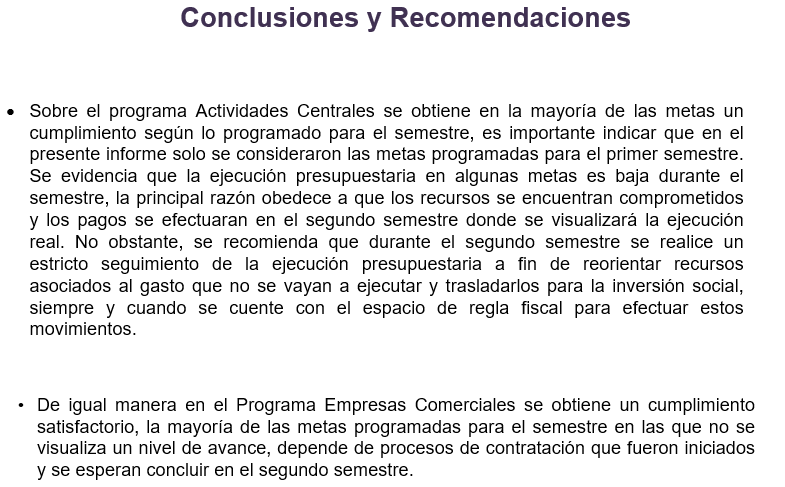 Conclusiones y Recomendaciones
• Sobre el programa Actividades Centrales se obtiene en la mayoría de las metas un
cumplimiento según lo programado para el semestre, es importante indicar que en el
presente informe solo se consideraron las metas programadas para el primer semestre.
Se evidencia que la ejecución presupuestaria en algunas metas es baja durante el
semestre, la principal razón obedece a que los recursos se encuentran comprometidos
y los pagos se efectuaran en el segundo semestre donde se visualizará la ejecución
real. No obstante, se recomienda que durante el segundo semestre se realice un
estricto seguimiento de la ejecución presupuestaria a fin de reorientar recursos
asociados al gasto que no se vayan a ejecutar y trasladarlos para la inversión social,
siempre y cuando se cuente con el espacio de regla fiscal para efectuar estos
movimientos.
• De igual manera en el Programa Empresas Comerciales se obtiene un cumplimiento
satisfactorio, la mayoría de las metas programadas para el semestre en las que no se
visualiza un nivel de avance, depende de procesos de contratación que fueron iniciados
y se esperan concluir en el segundo semestre.